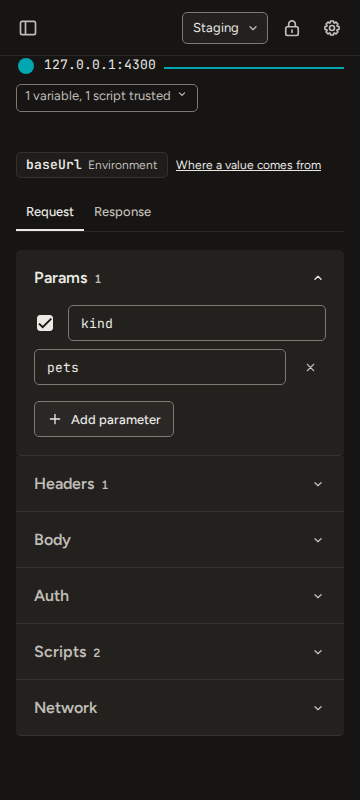 Staging
127.0.0.1:4300
1 variable, 1 script trusted
baseUrl Environment Where a value comes from
Request Response
Params 1
kind
pets
Add parameter
Headers 1
Body
Auth
Scripts 2
Network